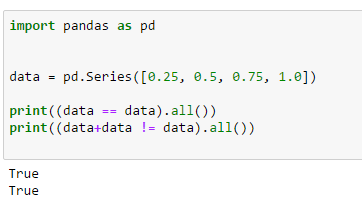 import pandas as pd
data = pd.Series([0.25, 0.5, 0.75, 1.0])
print((data == data).all())
print((data+data != data).all())
True
True